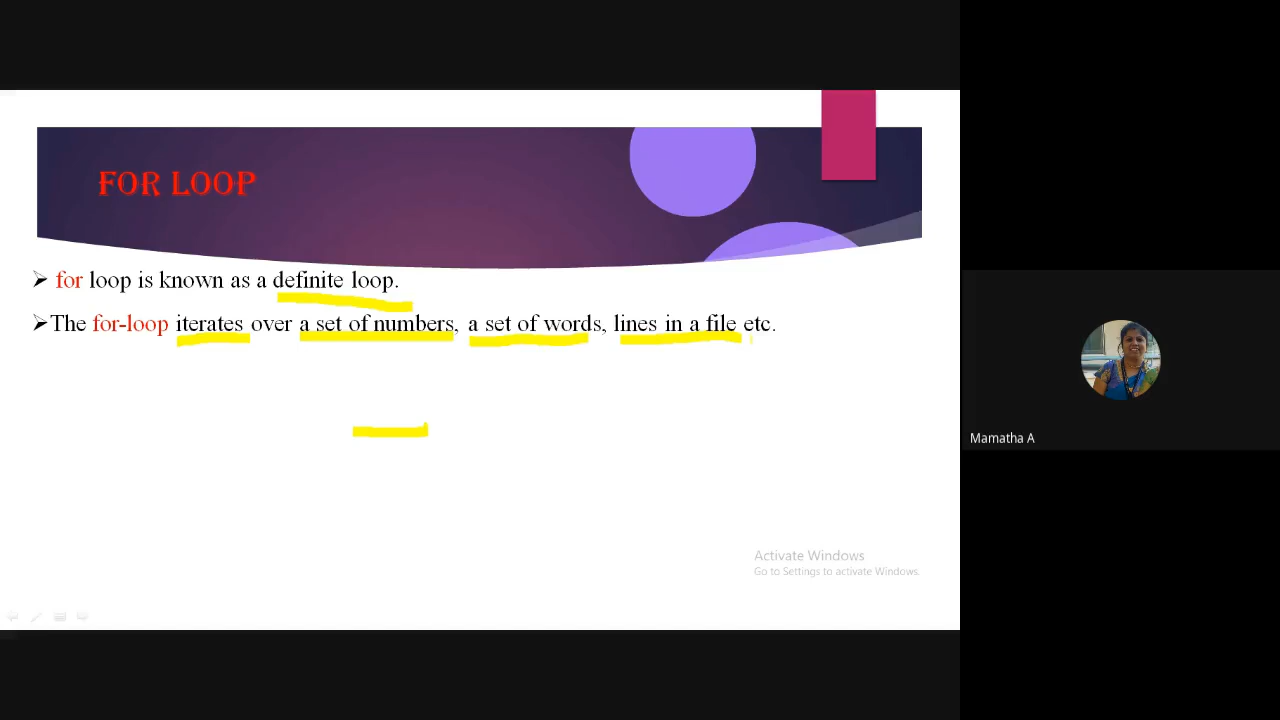 FOR LOOP
for loop is known as a definite loop.
The for-loop iterates over a set of numbers, a set of words, lines in a file etc.
Mamatha A
Activate Windows
Go to Settings to activate Windows.